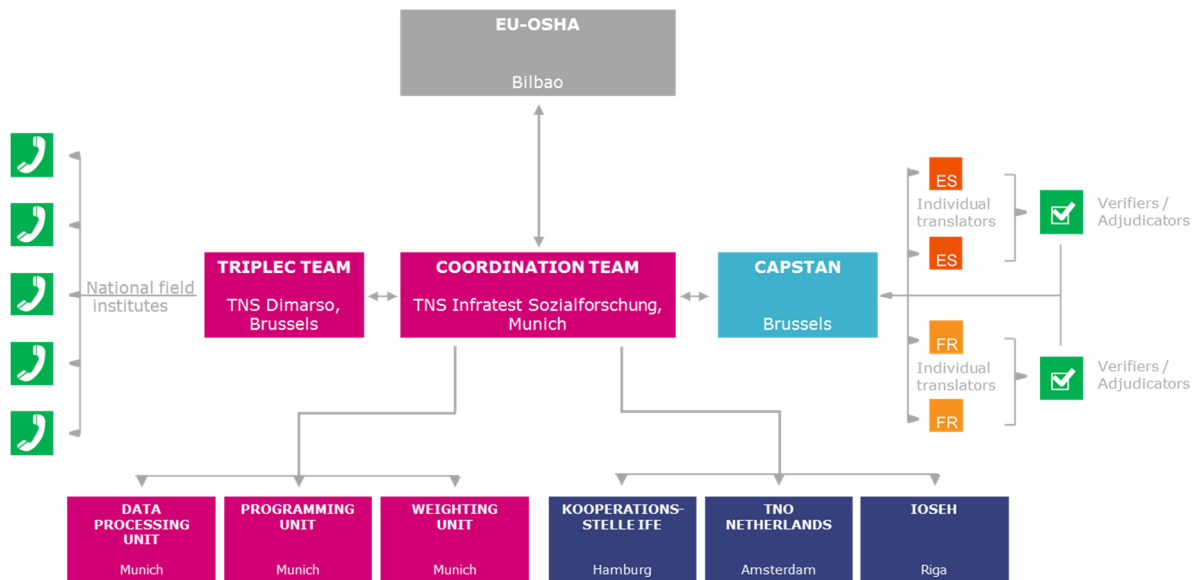 EU-OSHA
Bilbao
National field
institutes
TRIPLEC TEAM
TNS Dimarso,
Brussels
COORDINATION TEAM
TNS Infratest Sozialforschung,
Munich
CAPSTAN
Brussels
ES
Individual
translators
ES
Verifiers /
Adjudicators
FR
Individual
translators
FR
Verifiers /
Adjudicators
DATA
PROCESSING
UNIT
Munich
PROGRAMMING
UNIT
Munich
WEIGHTING
UNIT
Munich
KOOPERATIONS-
STELLE IFE
Hamburg
TNO
NETHERLANDS
Amsterdam
IOSEH
Riga